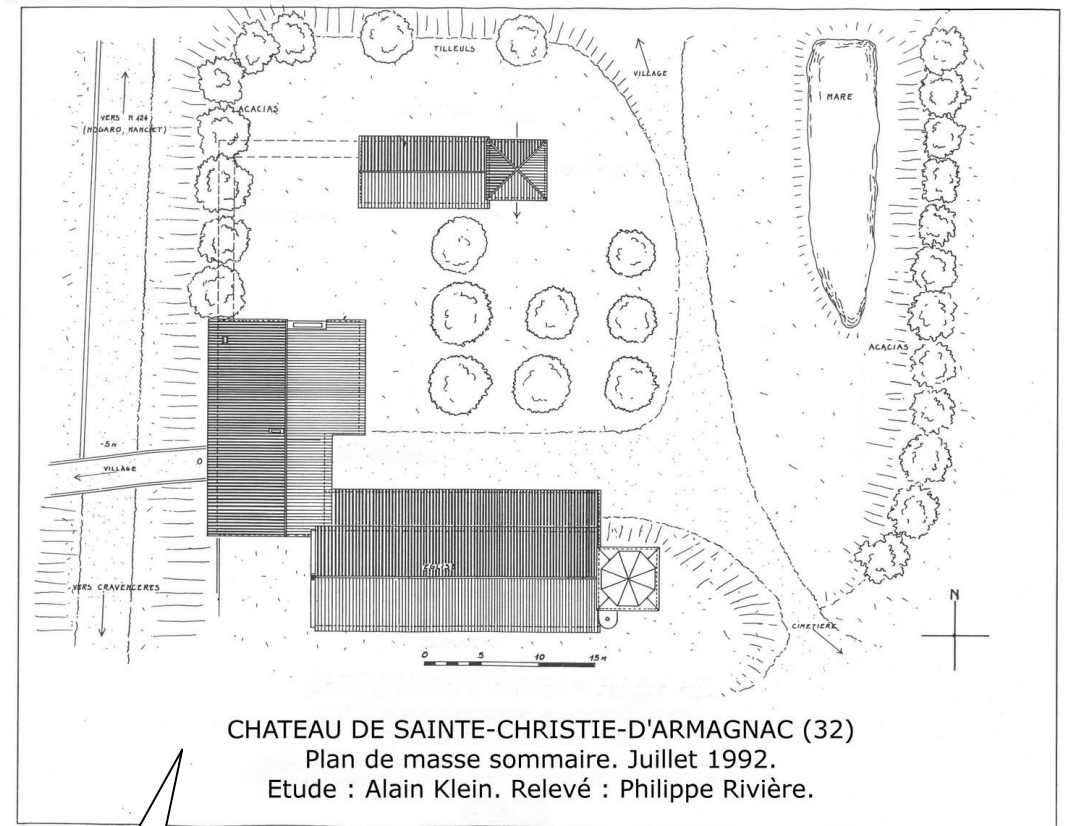 TILLEULS
VILLAGE
MARE
ACACIAS
VERS N 124
(NOGARO, MANCIET)
ACACIAS
-5 M
VILLAGE
EGLISE
VERS CRAVENCERES
N
CIMETIERE
0 5 10 15 M
CHATEAU DE SAINTE-CHRISTIE-D'ARMAGNAC (32)
Plan de masse sommaire. Juillet 1992.
Etude : Alain Klein. Relevé : Philippe Rivière.